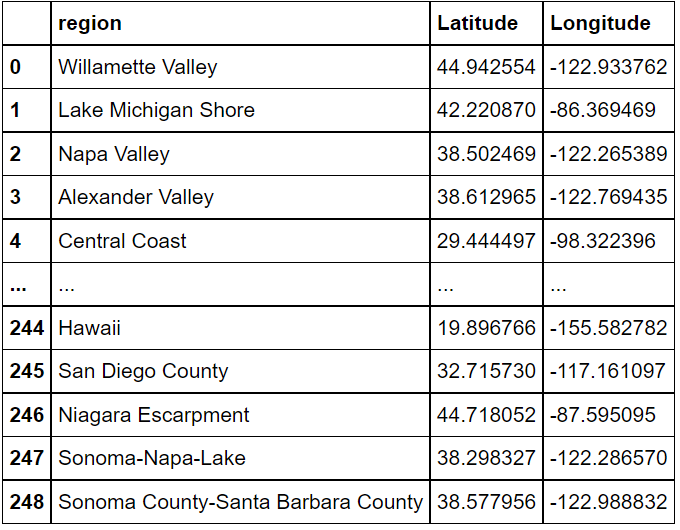 region Latitude Longitude
0 Willamette Valley 44.942554 -122.933762
1 Lake Michigan Shore 42.220870 -86.369469
2 Napa Valley 38.502469 -122.265389
3 Alexander Valley 38.612965 -122.769435
4 Central Coast 29.444497 -98.322396
... ... ... ...
244 Hawaii 19.896766 -155.582782
245 San Diego County 32.715730 -117.161097
246 Niagara Escarpment 44.718052 -87.595095
247 Sonoma-Napa-Lake 38.298327 -122.286570
248 Sonoma County-Santa Barbara County 38.577956 -122.988832